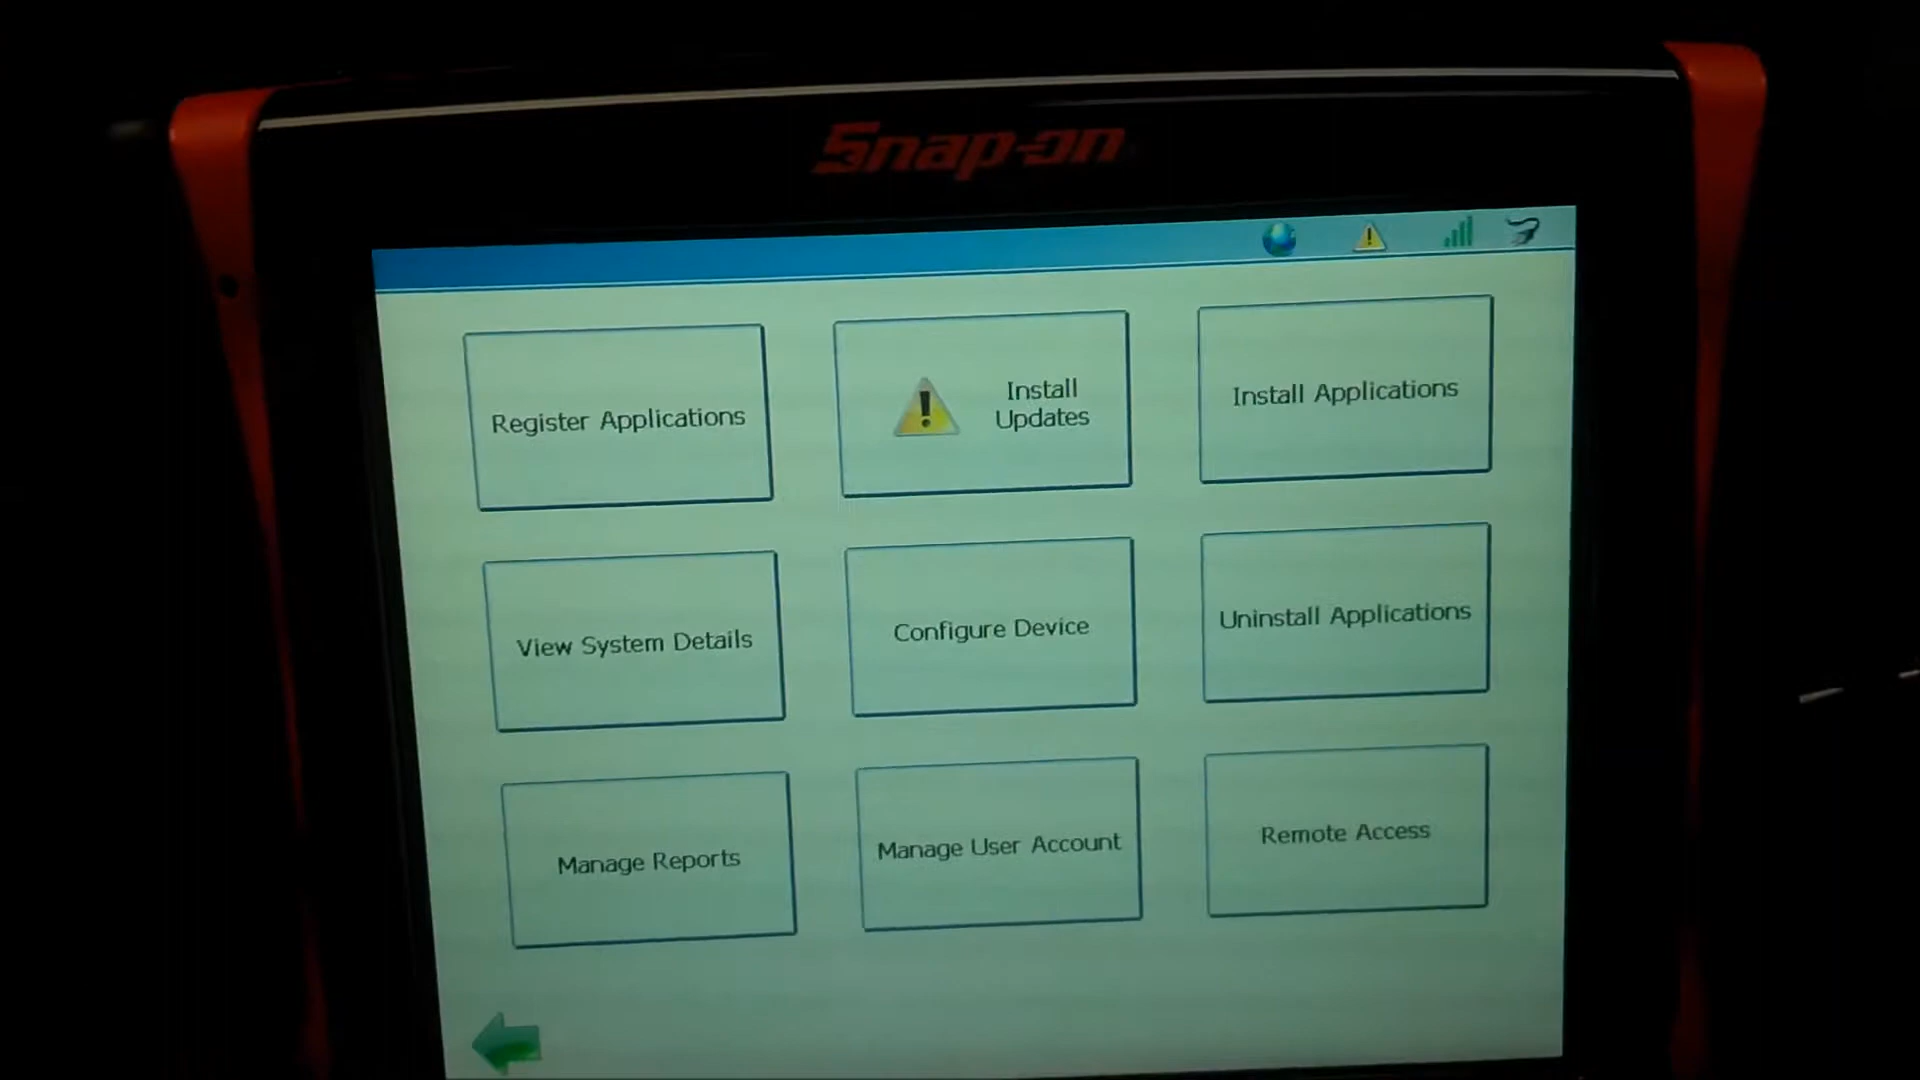 Snap-on
Register Applications
Install
Updates
Install Applications
View System Details
Configure Device
Uninstall Applications
Manage Reports
Manage User Account
Remote Access